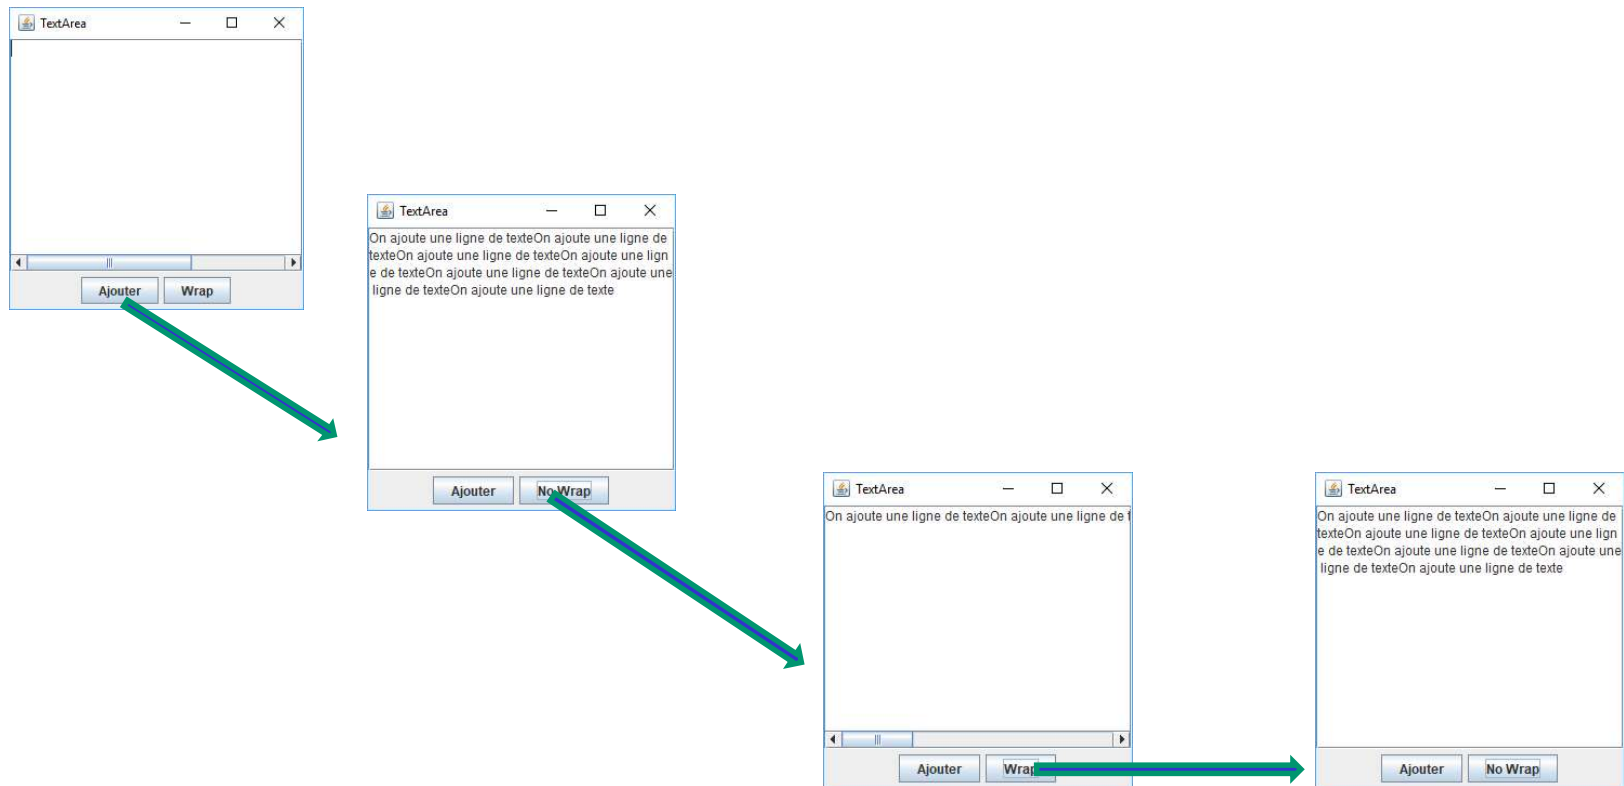 TextArea
Ajouter Wrap
TextArea
On ajoute une ligne de texteOn ajoute une ligne de
texteOn ajoute une ligne de texteOn ajoute une lign
e de texteOn ajoute une ligne de texteOn ajoute une
ligne de texteOn ajoute une ligne de texte
Ajouter No Wrap
TextArea
On ajoute une ligne de texteOn ajoute une ligne de t
Ajouter Wrap
TextArea
On ajoute une ligne de texteOn ajoute une ligne de
texteOn ajoute une ligne de texteOn ajoute une lign
e de texteOn ajoute une ligne de texteOn ajoute une
ligne de texteOn ajoute une ligne de texte
Ajouter No Wrap